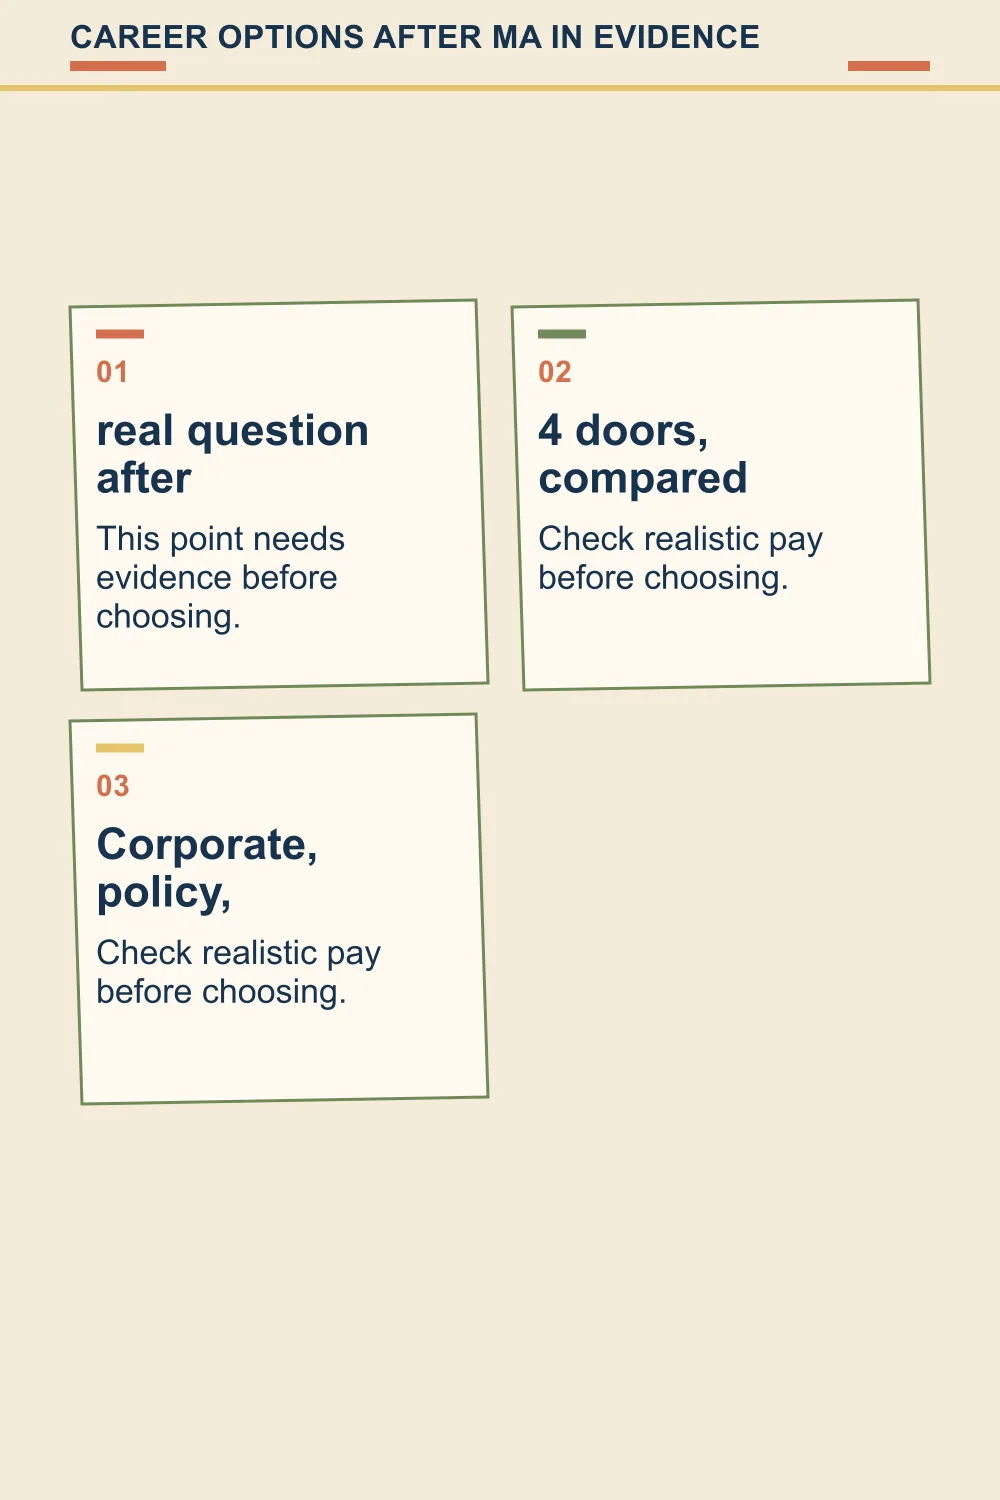 CAREER OPTIONS AFTER MA IN EVIDENCE
01
real question
after
This point needs
evidence before
choosing.
02
4 doors,
compared
Check realistic pay
before choosing.
03
Corporate,
policy,
Check realistic pay
before choosing.